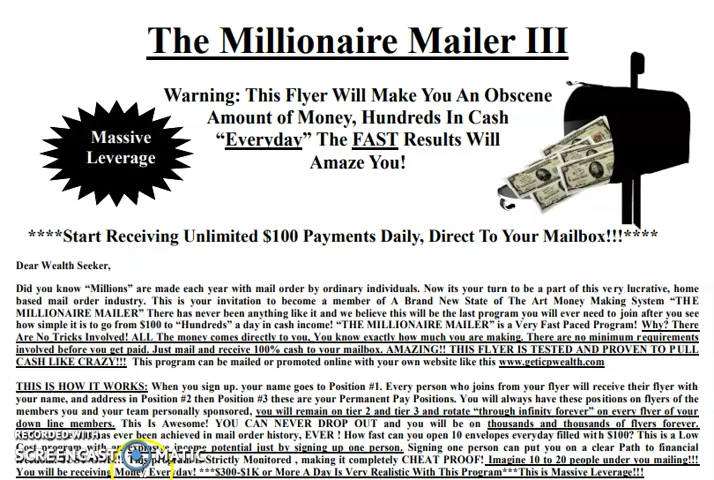 The Millionaire Mailer III
Warning: This Flyer Will Make You An Obscene
Amount of Money, Hundreds In Cash
“Everyday” The FAST Results Will
Amaze You!
Massive
Leverage
****Start Receiving Unlimited $100 Payments Daily, Direct To Your Mailbox!!!****
Dear Wealth Seeker,
Did you know “Millions” are made each year with mail order by ordinary individuals. Now its your turn to be a part of this very lucrative, home
based mail order industry. This is your invitation to become a member of A Brand New State of The Art Money Making System “THE
MILLIONAIRE MAILER” There has never been anything like it and we believe this will be the last program you will ever need to join after you see
how simple it is to go from $100 to “Hundreds” a day in cash income! “THE MILLIONAIRE MAILER” is a Very Fast Paced Program! Why? There
Are No Tricks Involved! ALL The money comes directly to you, You know exactly how much you are making. There are no minimum requirements
involved before you get paid. Just mail and receive 100% cash to your mailbox. AMAZING!! THIS FLYER IS TESTED AND PROVEN TO PULL
CASH LIKE CRAZY!!! This program can be mailed or promoted online with your own website like this www.geticpwealth.com
THIS IS HOW IT WORKS: When you sign up. your name goes to Position #1. Every person who joins from your flyer will receive their flyer with
your name, and address in Position #2 then Position #3 these are your Permanent Pay Positions. You will always have these positions on flyers of the
members you and your team personally sponsored, you will remain on tier 2 and tier 3 and rotate “through infinity forever” on every flyer of your
down line members. This Is Awesome! YOU CAN NEVER DROP OUT and you will be on thousands and thousands of flyers forever.
has ever been achieved in mail order history, EVER ! How fast can you open 10 envelopes everyday filled with $100? This is a Low
Cost program with an expansive income potential just by signing up one person. Signing one person can put you on a clear Path to financial
This program is Strictly Monitored , making it completely CHEAT PROOF! Imagine 10 to 20 people under you mailing!!!
You will be receiving Money Everyday! ***$300-$1K or More A Day Is Very Realistic With This Program***This is Massive Leverage!!!
RECORDED WITH
SCREENCAST MATIC